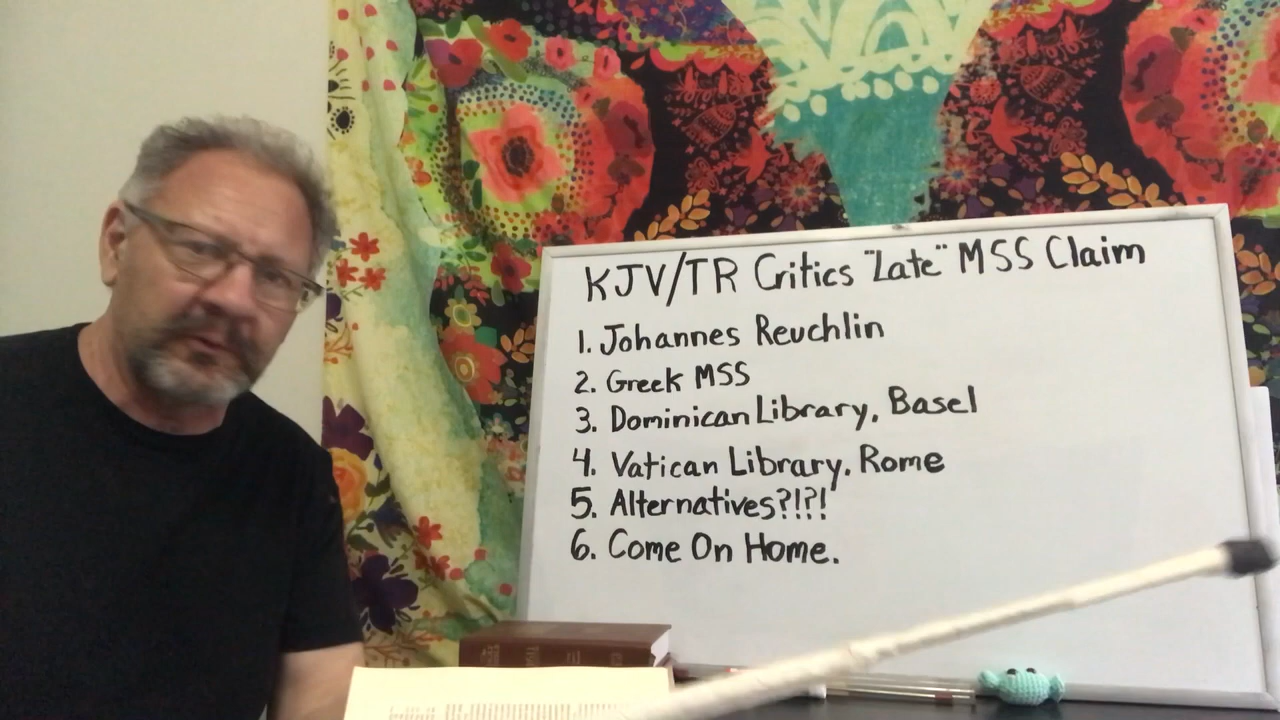 KJV/TR Critics "Late" MSS Claim
1. Johannes Reuchlin
2. Greek MSS
3. Dominican Library, Basel
4. Vatican Library, Rome
5. Alternatives?!?!
6. Come On Home.